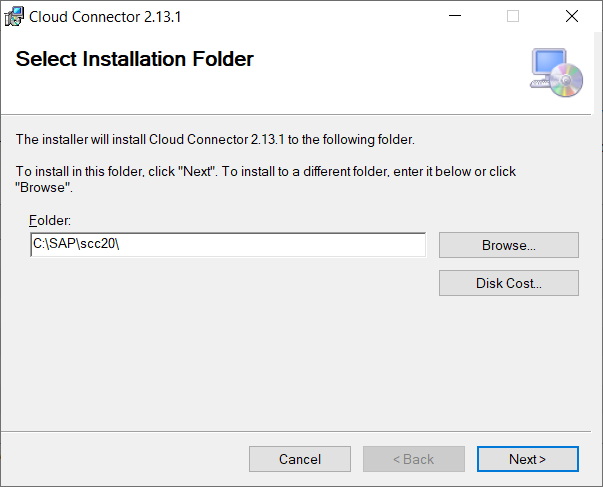 Cloud Connector 2.13.1
Select Installation Folder
The installer will install Cloud Connector 2.13.1 to the following folder.
To install in this folder, click "Next". To install to a different folder, enter it below or click
"Browse".
Folder:
C:\SAP\scc20\
Browse...
Disk Cost...
Cancel
< Back
Next >